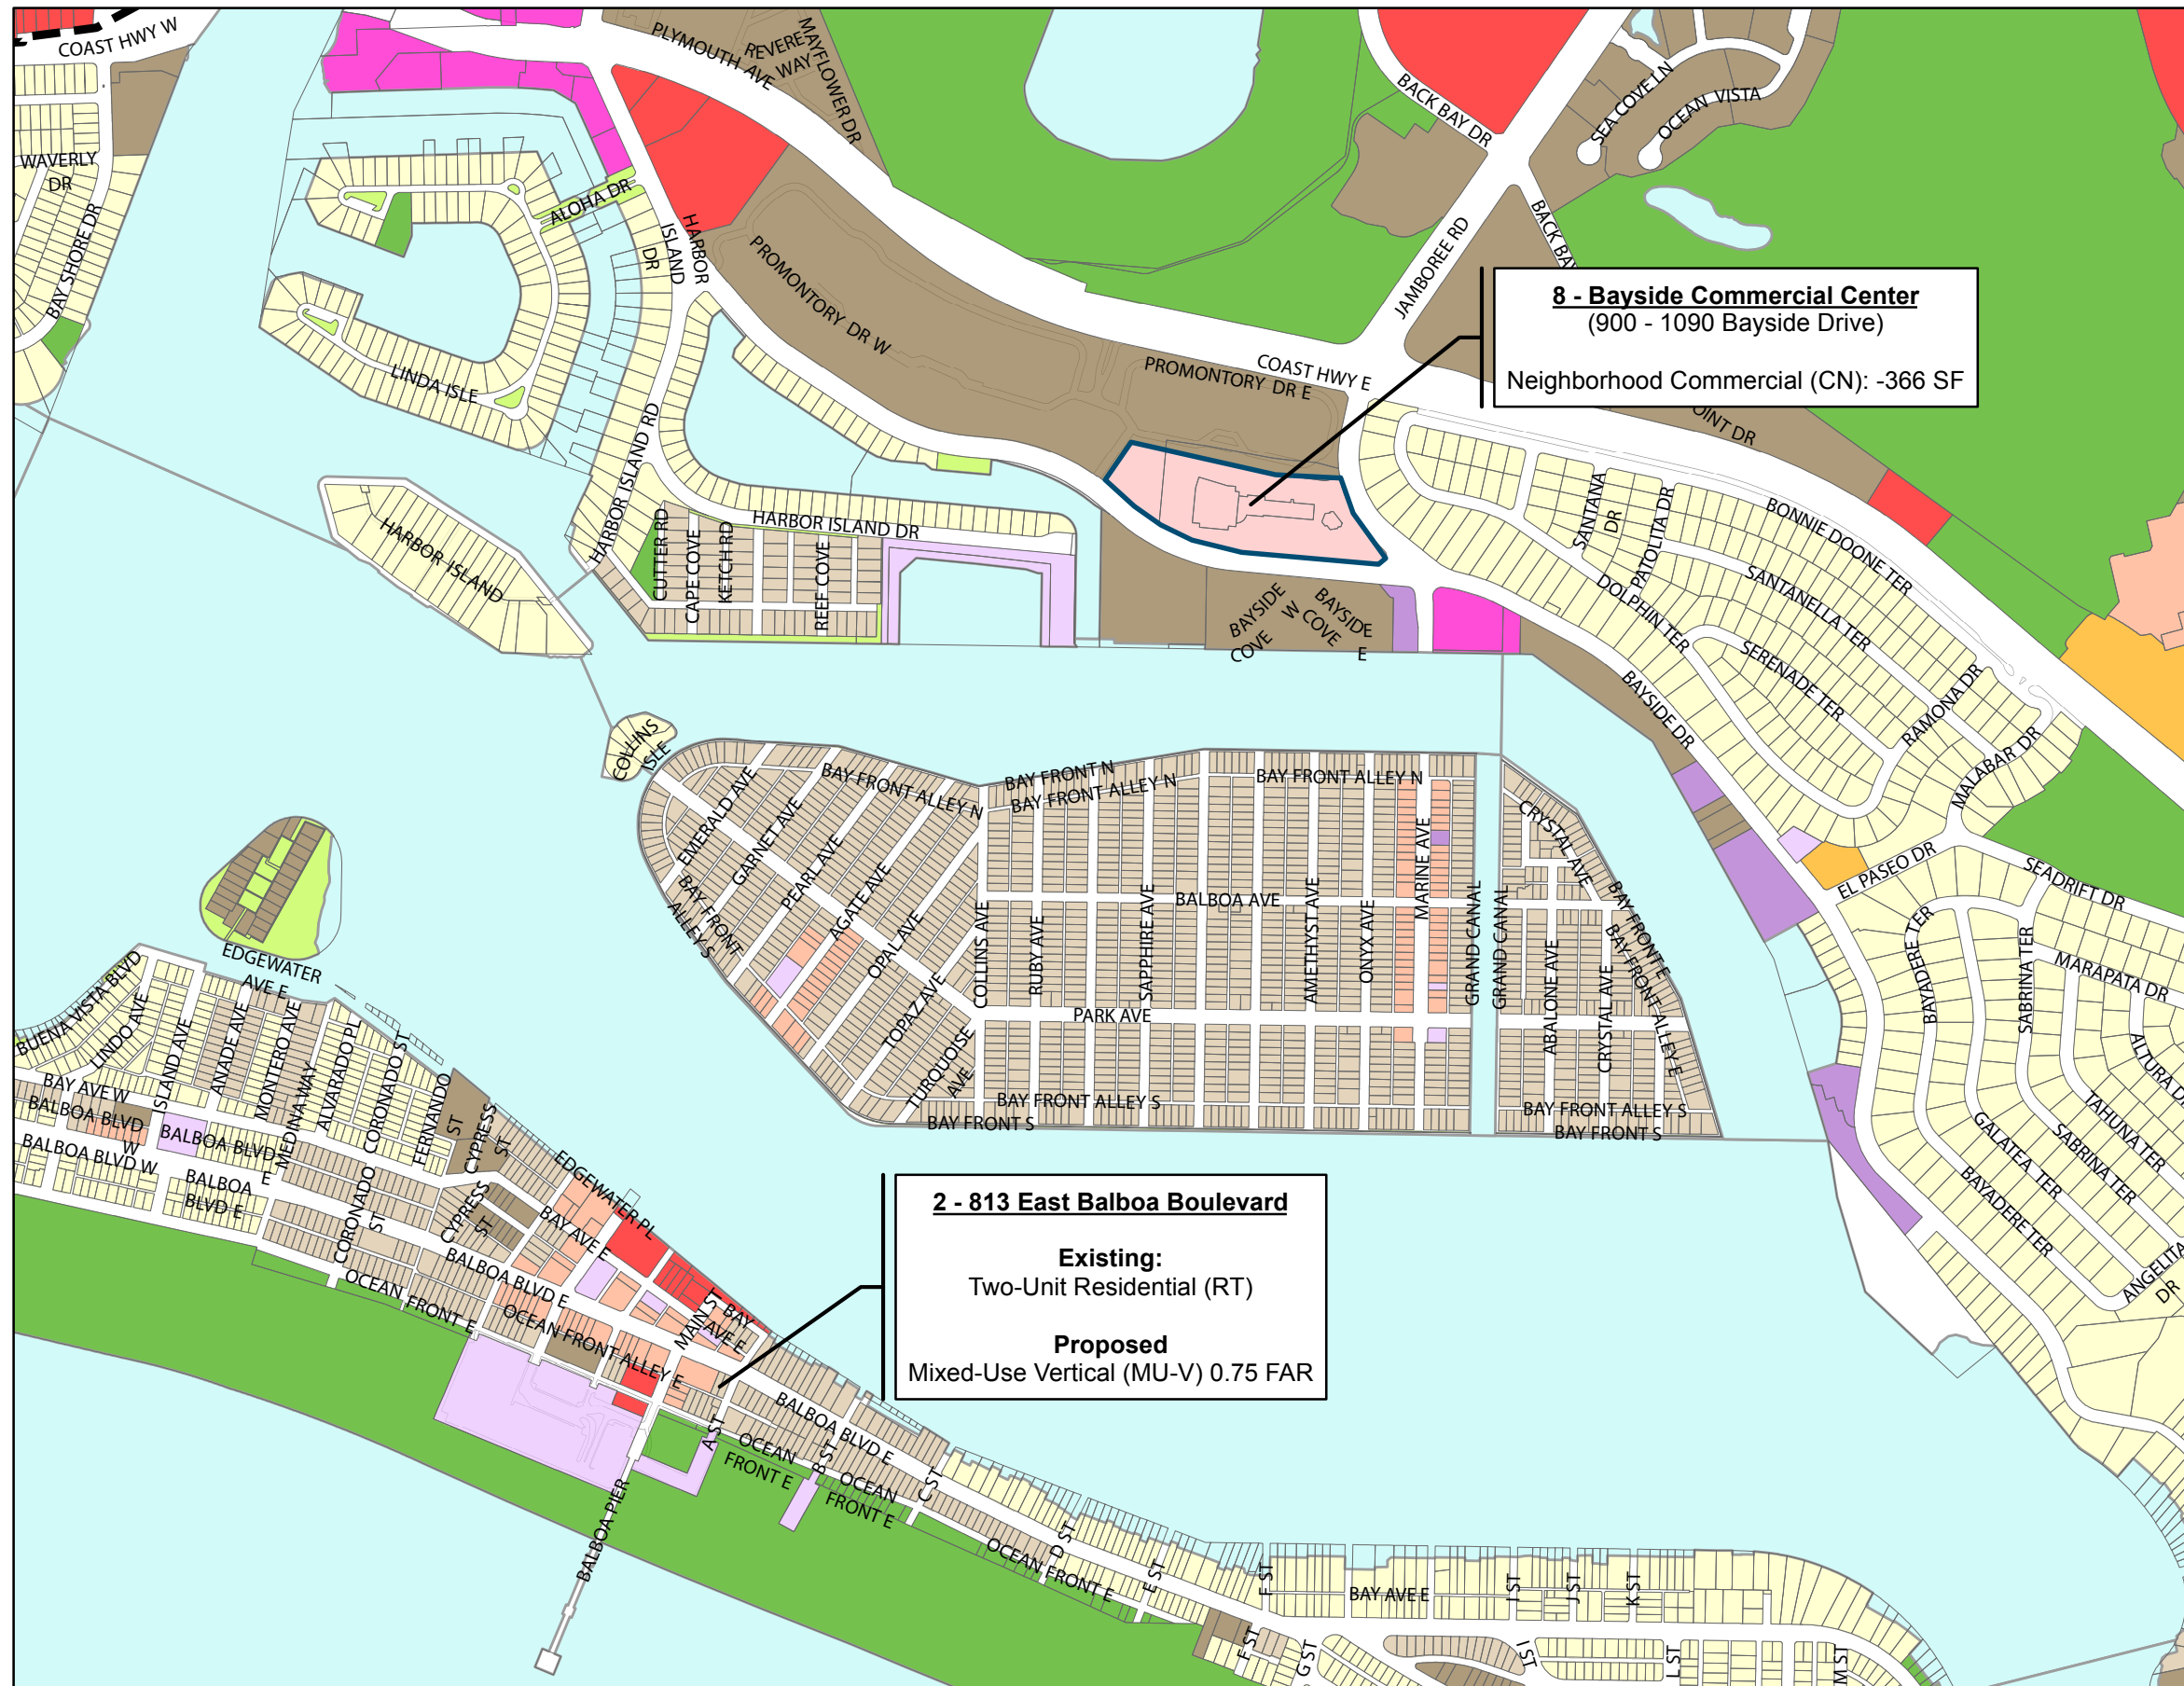 COAST HWY W
PLYMOUTH AVE
REVERE
WAY
MAYFLOWER DR
BACK BAY DR
SEA COVE LN
OCEAN VISTA
WAVERLY
DR
BAY SHORE DR
ALOHA DR
HARBOR
ISLAND
DR
PROMONTORY DR W
JAMBOREE RD
BACK BAY
8 - Bayside Commercial Center
(900 - 1090 Bayside Drive)
Neighborhood Commercial (CN): -366 SF
COAST HWY E
PROMONTORY DR E
OINT DR
LINDA ISLE
HARBOR ISLAND RD
HARBOR ISLAND
HARBOR ISLAND DR
CUTTER RD
CAPE COVE
KETCH RD
REEF COVE
SANTIANA
DR
PATOLITA DR
BONNIE DOONE TER
SANTANELLA TER
DOLPHIN TER
SERENADE TER
RAMONA DR
MALABAR DR
BAYSIDE
W
COVE
BAYSIDE
COVE
E
BAYSIDE DR
COLLINS
ISLE
EMERALD AVE
GARNET AVE
PEARL AVE
AGATE AVE
OPAL AVE
TOPAZ AVE
TURQUOISE
AVE
BAY FRONT ALLEY N
BAY FRONT N
BAY FRONT ALLEY N
BAY FRONT ALLEY N
BAY FRONT
ALLEY S
COLLINS AVE
RUBY AVE
SAPPHIRE AVE
BALBOA AVE
AMETHYST AVE
ONYX AVE
MARINE AVE
GRAND CANAL
GRAND CANAL
CRYSTAL AVE
ABALONE AVE
CRYSTAL AVE
BAY FRONT E
BAY FRONT ALLEY E
PARK AVE
BAY FRONT ALLEY S
BAY FRONT S
BAY FRONT ALLEY S
BAY FRONT S
EL PASEO DR
SEADRIFT DR
BAYADERE TER
SABRINA TER
MARAPATA DR
ALTURA DR
TAHUNA TER
SABRINA TER
GALATEA TER
BAYADERE TER
ANGELITA
DR
EDGEWATER
AVE E
BUENA VISTA BLVD
LINDO AVE
ISLAND AVE
ANADE AVE
MONTERO AVE
MEDINA WAY
ALVARADO PL
CORONADO ST
FERNANDO
ST
CYPRESS
ST
BAY AVE W
BALBOA BLVD
W
BALBOA BLVD
E
BALBOA BLVD W
BALBOA
BLVD E
CORONADO
ST
CYPRESS
ST
EDGEWATER PL
BAY AVE E
BALBOA BLVD E
OCEAN FRONT E
OCEAN FRONT ALLEY E
MAIN ST
BAY
AVE E
2 - 813 East Balboa Boulevard
Existing:
Two-Unit Residential (RT)
Proposed
Mixed-Use Vertical (MU-V) 0.75 FAR
BALBOA PIER
A ST
OCEAN
FRONT E
B ST
BALBOA BLVD E
OCEAN
FRONT E
C ST
OCEAN FRONT E
D ST
E ST
F ST
F ST
G ST
BAY AVE E
I ST
I ST
J ST
K ST
L ST
M ST